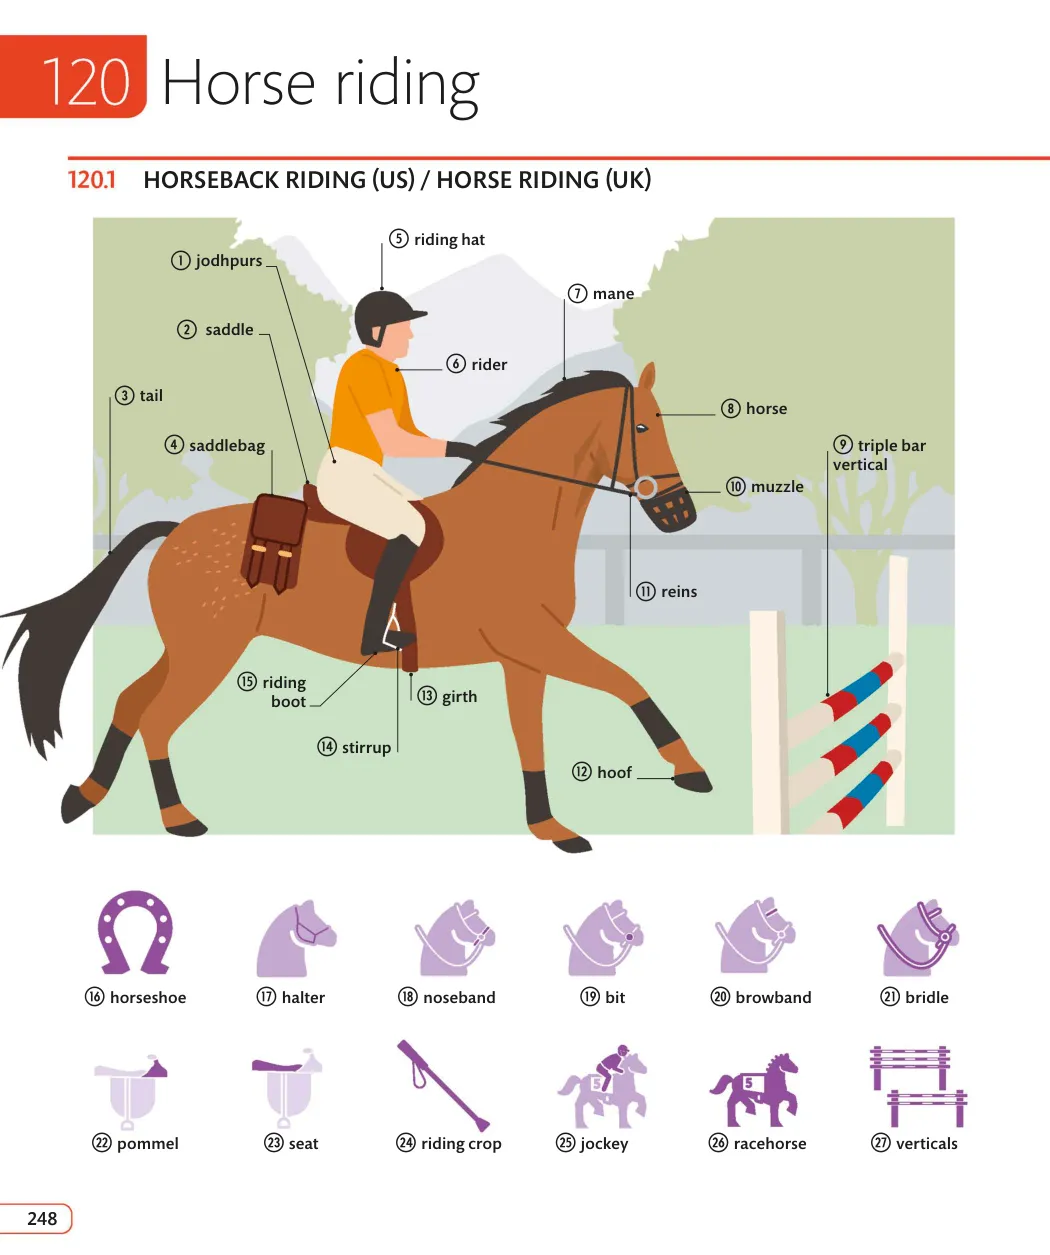 120 Horse riding
120.1 HORSEBACK RIDING (US) / HORSE RIDING (UK)
5 riding hat
1 jodhpurs
7 mane
2 saddle
6 rider
3 tail
8 horse
4 saddlebag
9 triple bar
vertical
10 muzzle
11 reins
15 riding
boot
13 girth
14 stirrup
12 hoof
16 horseshoe
17 halter
18 noseband
19 bit
20 browband
21 bridle
5
5
22 pommel
23 seat
24 riding crop
25 jockey
26 racehorse
27 verticals
248